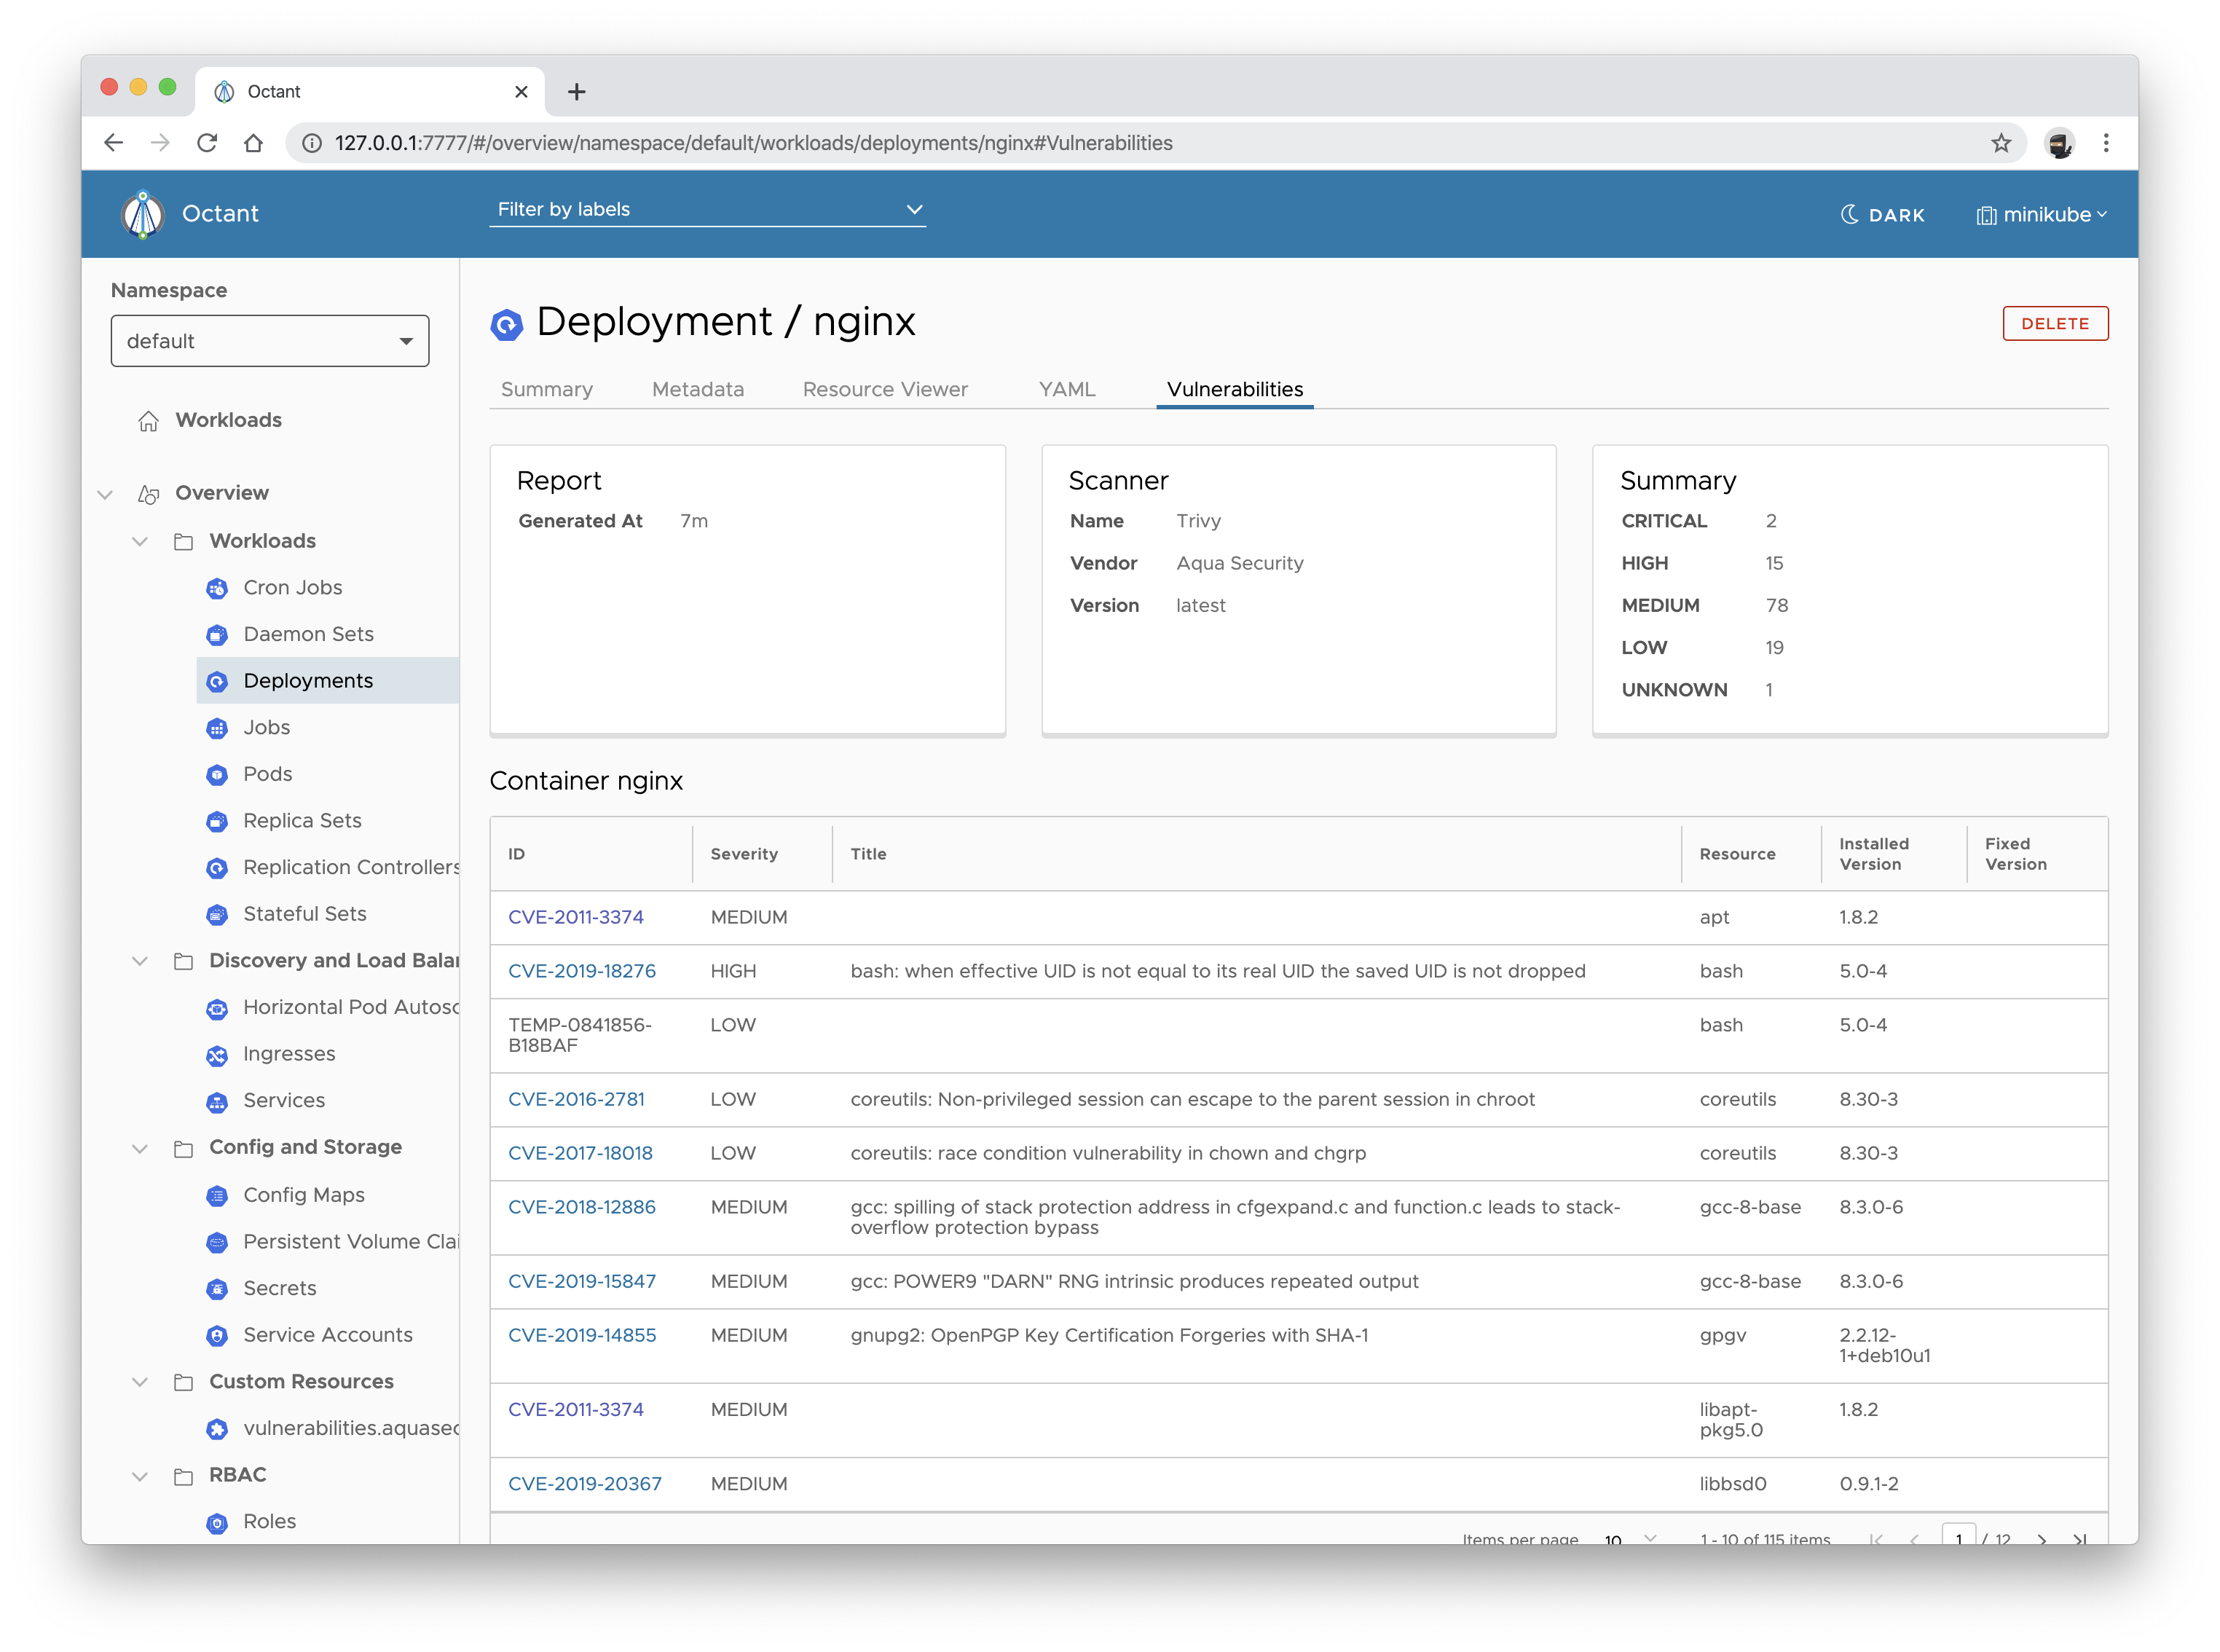 Octant
127.0.0.1:7777/#/overview/namespace/default/workloads/deployments/nginx#Vulnerabilities
Octant
Filter by labels
DARK
minikube
Namespace
default
Workloads
Overview
Workloads
Cron Jobs
Daemon Sets
Deployments
Jobs
Pods
Replica Sets
Replication Controllers
Stateful Sets
Discovery and Load Balan
Horizontal Pod Autosc
Ingresses
Services
Config and Storage
Config Maps
Persistent Volume Clai
Secrets
Service Accounts
Custom Resources
vulnerabilities.aquasec
RBAC
Roles
Deployment / nginx
DELETE
Summary Metadata Resource Viewer YAML Vulnerabilities
Report
Generated At 7m
Scanner
Name Trivy
Vendor Aqua Security
Version latest
Summary
CRITICAL 2
HIGH 15
MEDIUM 78
LOW 19
UNKNOWN 1
Container nginx
ID Severity Title Resource Installed Version Fixed Version
CVE-2011-3374 MEDIUM apt 1.8.2
CVE-2019-18276 HIGH bash: when effective UID is not equal to its real UID the saved UID is not dropped bash 5.0-4
TEMP-0841856- LOW bash 5.0-4
B18BAF
CVE-2016-2781 LOW coreutils: Non-privileged session can escape to the parent session in chroot coreutils 8.30-3
CVE-2017-18018 LOW coreutils: race condition vulnerability in chown and chgrp coreutils 8.30-3
CVE-2018-12886 MEDIUM gcc: spilling of stack protection address in cfgexpand.c and function.c leads to stack- gcc-8-base 8.3.0-6
overflow protection bypass
CVE-2019-15847 MEDIUM gcc: POWER9 "DARN" RNG intrinsic produces repeated output gcc-8-base 8.3.0-6
CVE-2019-14855 MEDIUM gnupg2: OpenPGP Key Certification Forgeries with SHA-1 gpgv 2.2.12-
1+deb10u1
CVE-2011-3374 MEDIUM libapt- 1.8.2
pkg5.0
CVE-2019-20367 MEDIUM libbsd0 0.9.1-2
Items per page 10 1 - 10 of 115 items 1 / 12